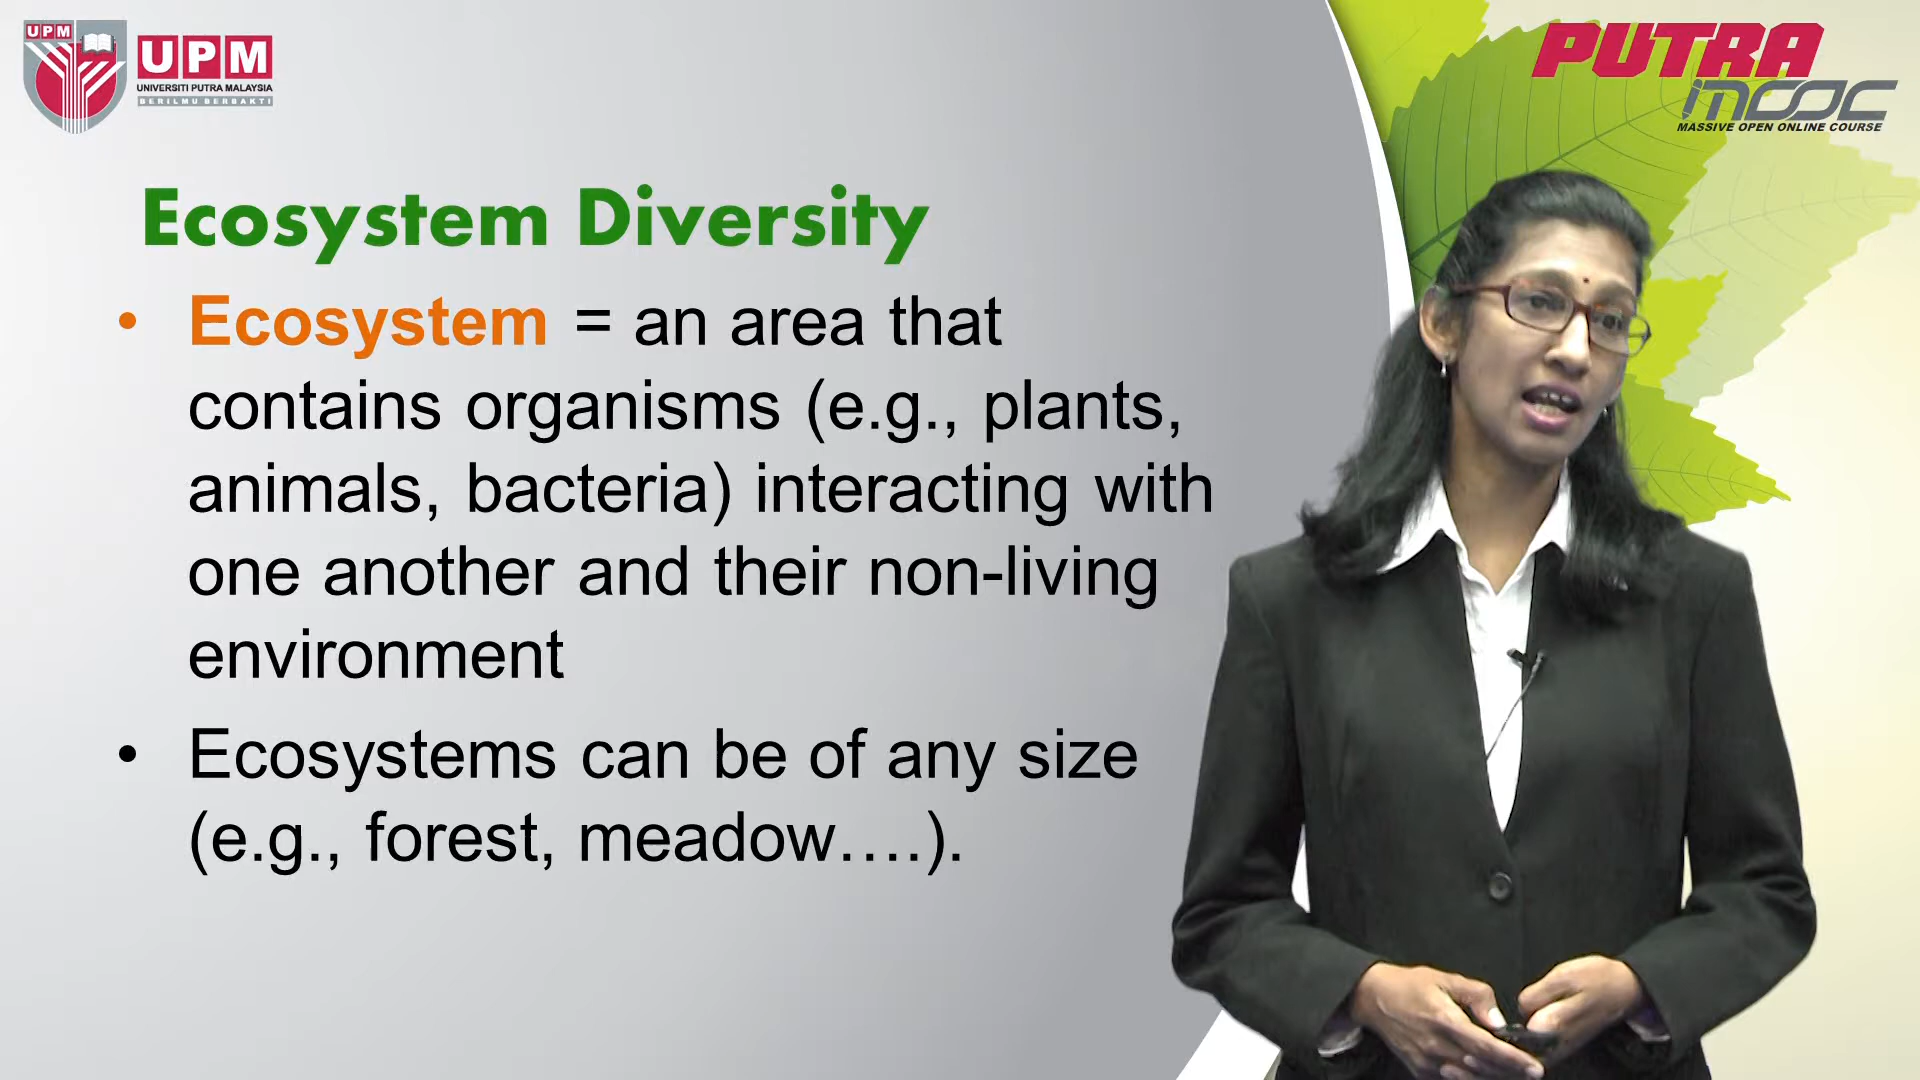 UPM
UPM
UNIVERSITI PUTRA MALAYSIA
BERILMU BERBAKTI
PUTRA
mooc
MASSIVE OPEN ONLINE COURSE
Ecosystem Diversity
• Ecosystem = an area that
contains organisms (e.g., plants,
animals, bacteria) interacting with
one another and their non-living
environment
• Ecosystems can be of any size
(e.g., forest, meadow….).